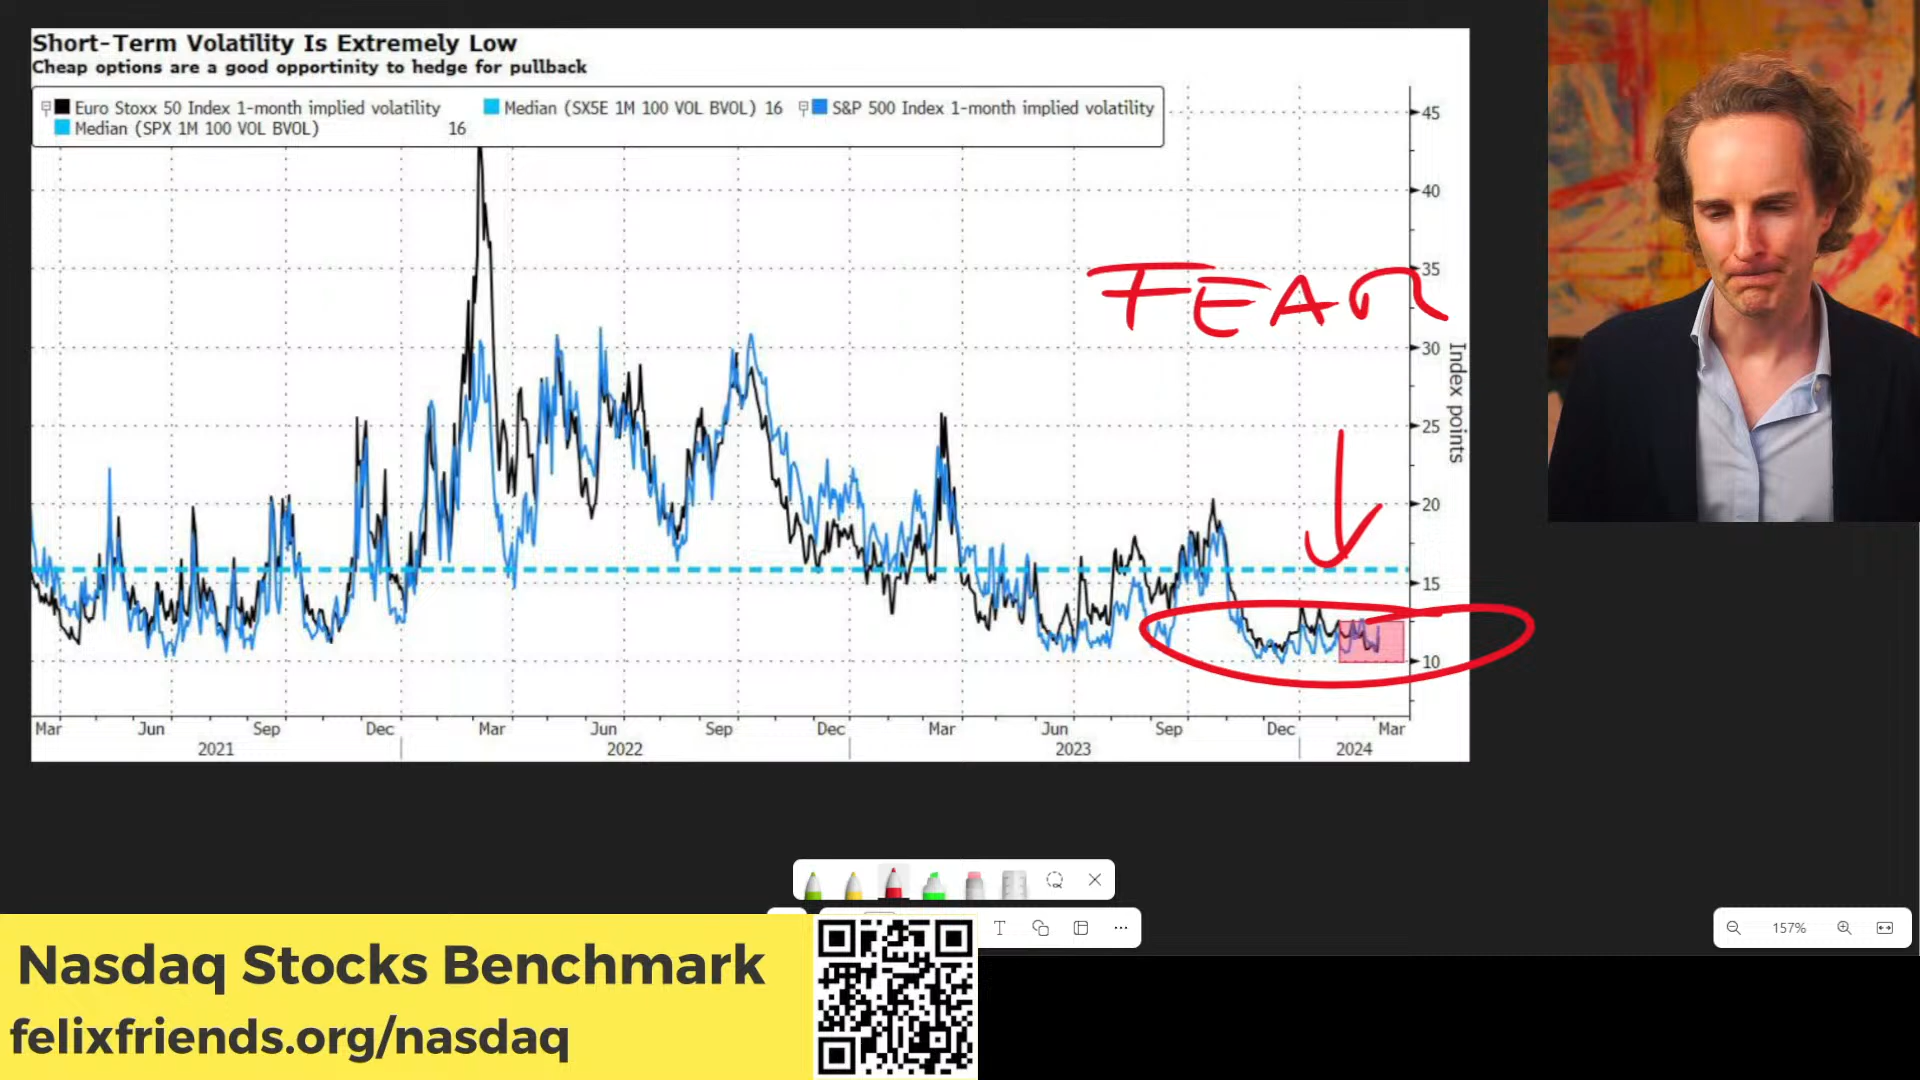 Short-Term Volatility Is Extremely Low
Cheap options are a good opportinity to hedge for pullback
Euro Stoxx 50 Index 1-month implied volatility Median (SX5E 1M 100 VOL BVOL) 16 S&P 500 Index 1-month implied volatility
Median (SPX 1M 100 VOL BVOL) 16
45
40
35
30
25
20
15
10
Index points
FEAR
Mar Jun Sep Dec Mar Jun Sep Dec Mar Jun Sep Dec Mar
2021 2022 2023 2024
T
157%
Nasdaq Stocks Benchmark
felixfriends.org/nasdaq